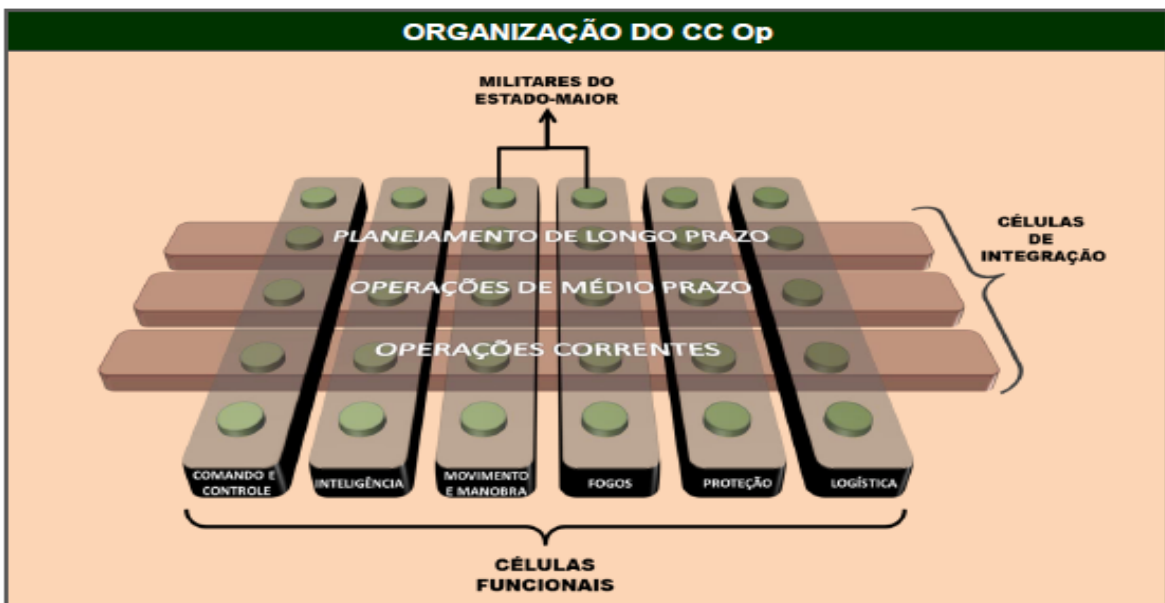 ORGANIZAÇÃO DO CC Op
MILITARES DO
ESTADO-MAIOR
PLANEJAMENTO DE LONGO PRAZO
OPERAÇÕES DE MÉDIO PRAZO
OPERAÇÕES CORRENTES
CÉLULAS
DE
INTEGRAÇÃO
COMANDO E
CONTROLE
INTELIGÊNCIA
MOVIMENTO
E MANOBRA
FOGOS
PROTEÇÃO
LOGÍSTICA
CÉLULAS
FUNCIONAIS